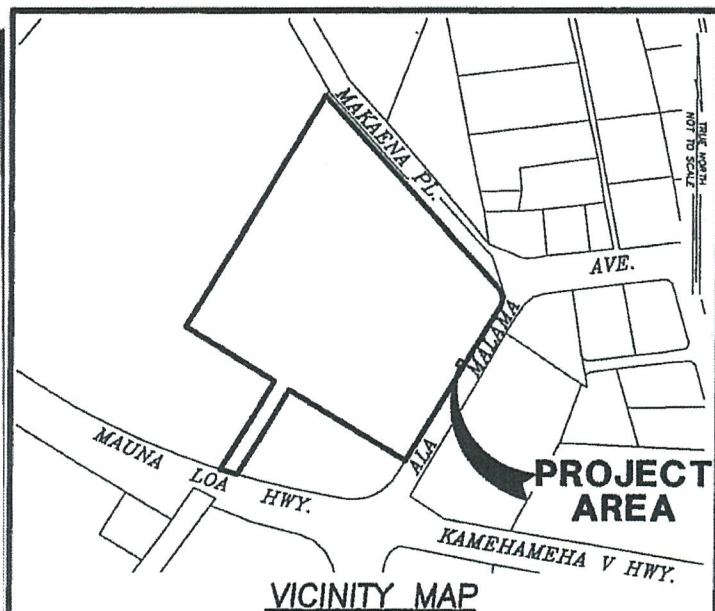 TRUE NORTH
NOT TO SCALE
MAKAENA PL.
AVE.
ALA MALAMA
MAUNA LOA HWY.
PROJECT
AREA
KAMEHAMEHA V HWY.
VICINITY MAP